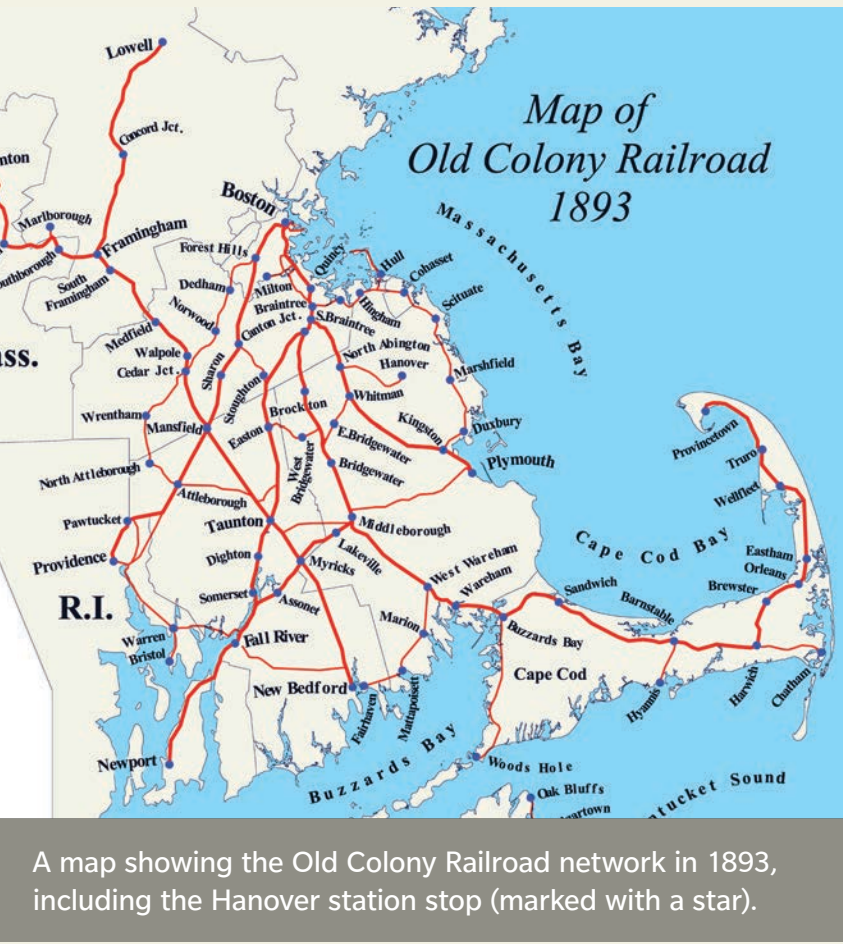 Map of
Old Colony Railroad
1893
Massachusetts Bay
Lowell
Concord Jct.
nton
Boston
Marlborough
Framingham
outhborough
South
Framingham
Forest Hills
Quincy
Hull
Cohasset
Dedham
Milton
Hingham
Scituate
Norwood
Braintree
Canton Jct.
S.Braintree
Medfield
Walpole
Cedar Jct.
Sharon
Stoughton
North Abington
Hanover
Marshfield
ass.
Wrentham
Mansfield
Brockton
Whitman
Easton
Kingston
Duxbury
E.Bridgewater
West
Bridgewater
Bridgewater
Plymouth
North Attleborough
Attleborough
Pawtucket
Taunton
Middleborough
Providence
Dighton
Lakeville
Myricks
R.I.
Somerset
Assonet
West Wareham
Wareham
Marion
Warren
Bristol
Fall River
New Bedford
Fairhaven
Mattapoisett
Newport
Buzzards Bay
Provincetown
Truro
Wellfleet
Cape Cod Bay
Eastham
Orleans
Brewster
Sandwich
Barnstable
Buzzards Bay
Cape Cod
Hyannis
Harwich
Chatham
Woods Hole
Oak Bluffs
artown
ntucket Sound
A map showing the Old Colony Railroad network in 1893,
including the Hanover station stop (marked with a star).